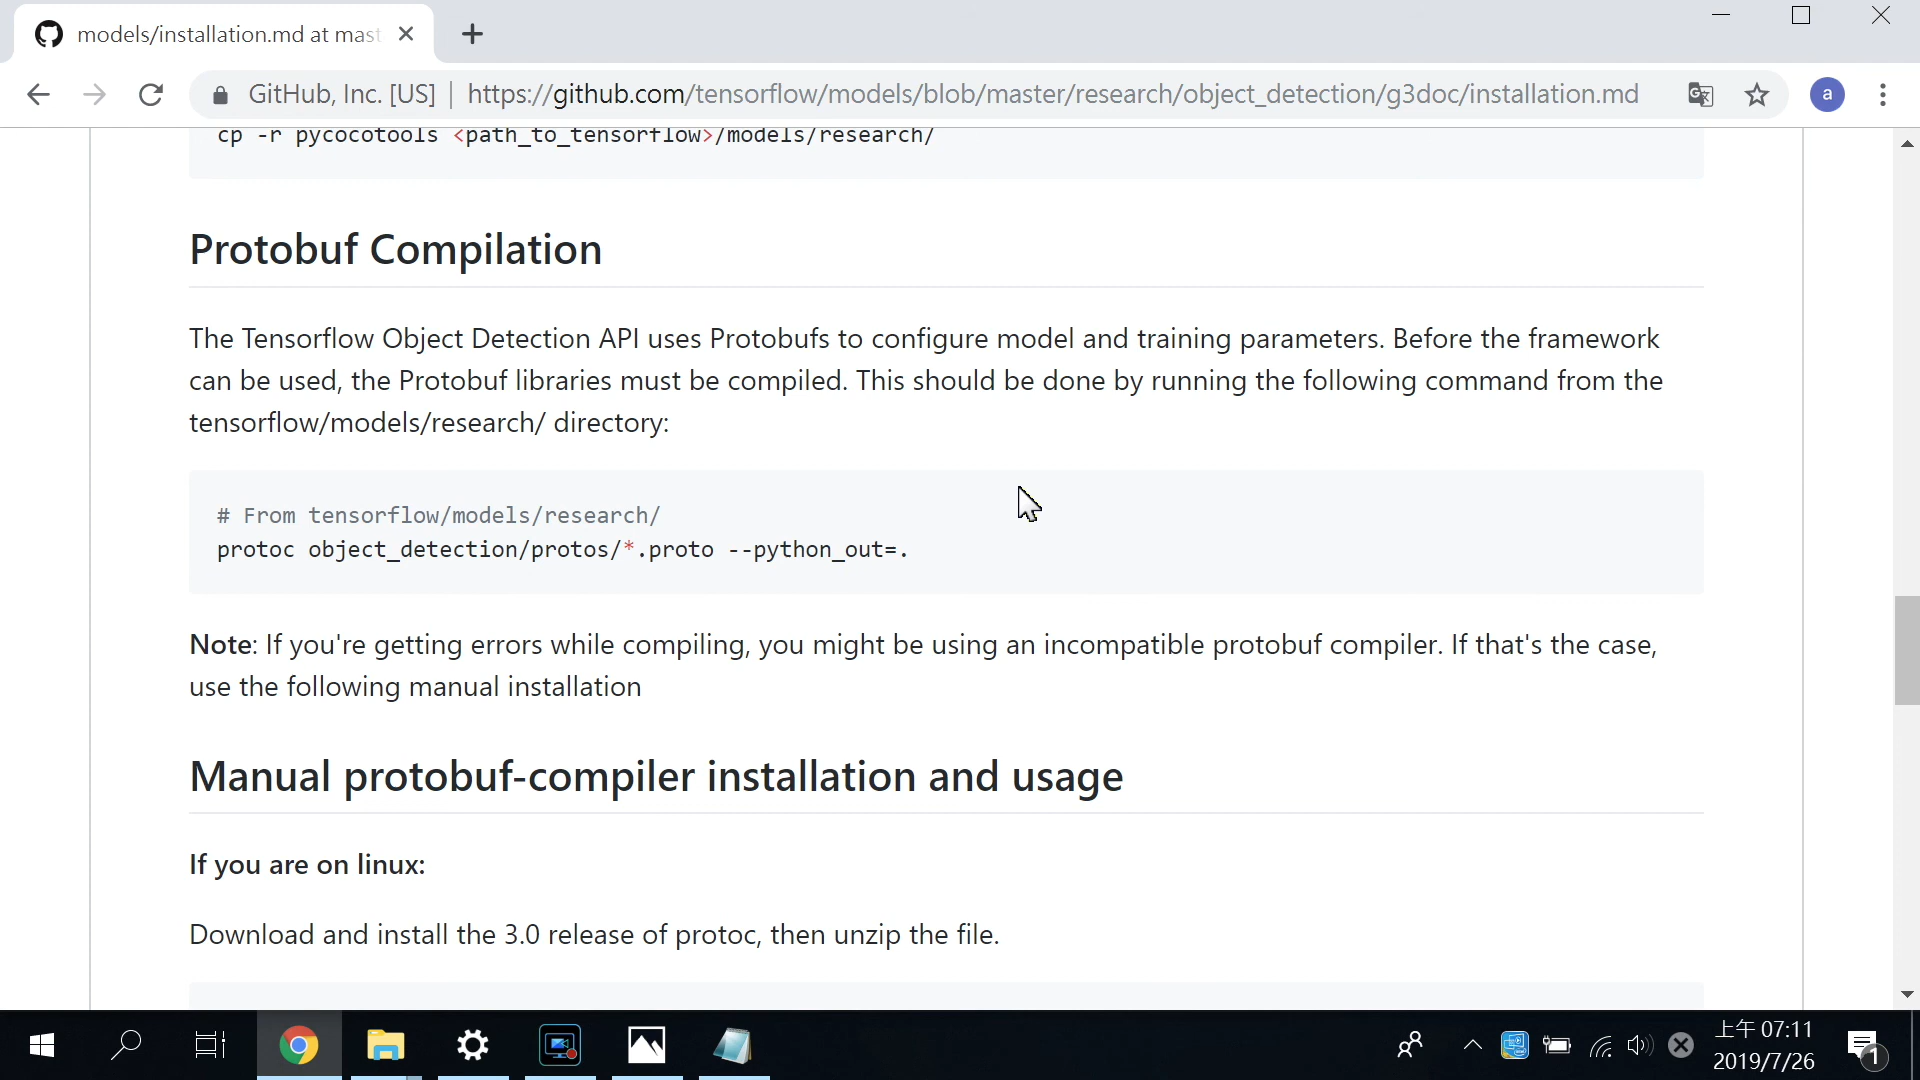 models/installation.md at mast
GitHub, Inc. [US] | https://github.com/tensorflow/models/blob/master/research/object_detection/g3doc/installation.md
a
cp -r pycocotools <path_to_tensorflow>/models/research/
Protobuf Compilation
The Tensorflow Object Detection API uses Protobufs to configure model and training parameters. Before the framework
can be used, the Protobuf libraries must be compiled. This should be done by running the following command from the
tensorflow/models/research/ directory:
# From tensorflow/models/research/
protoc object_detection/protos/*.proto --python_out=.
Note: If you're getting errors while compiling, you might be using an incompatible protobuf compiler. If that's the case,
use the following manual installation
Manual protobuf-compiler installation and usage
If you are on linux:
Download and install the 3.0 release of protoc, then unzip the file.
上午 07:11
2019/7/26
1